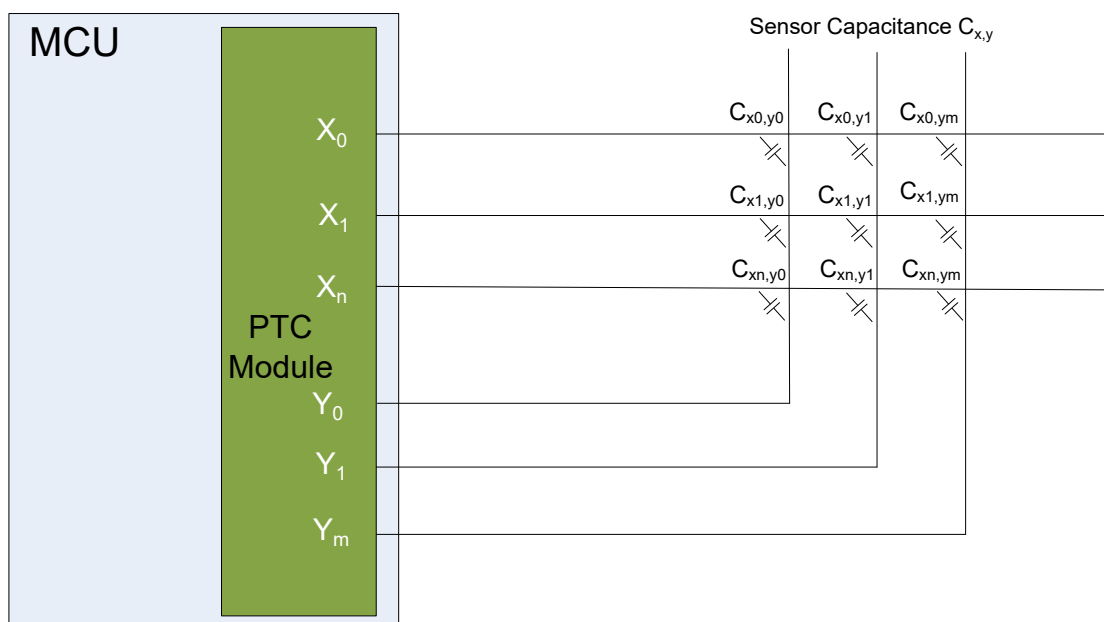 MCU
Sensor Capacitance Cx,y
X0
Cx0,y0 Cx0,y1 Cx0,ym
X1
Cx1,y0 Cx1,y1 Cx1,ym
Xn
Cxn,y0 Cxn,y1 Cxn,ym
PTC
Module
Y0
Y1
Ym